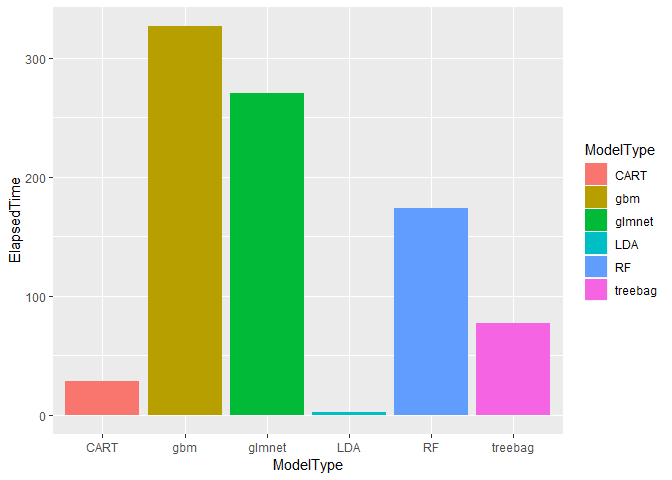 ElapsedTime
300
200
100
0
CART gbm glmnet LDA RF treebag
ModelType
ModelType
CART
gbm
glmnet
LDA
RF
treebag